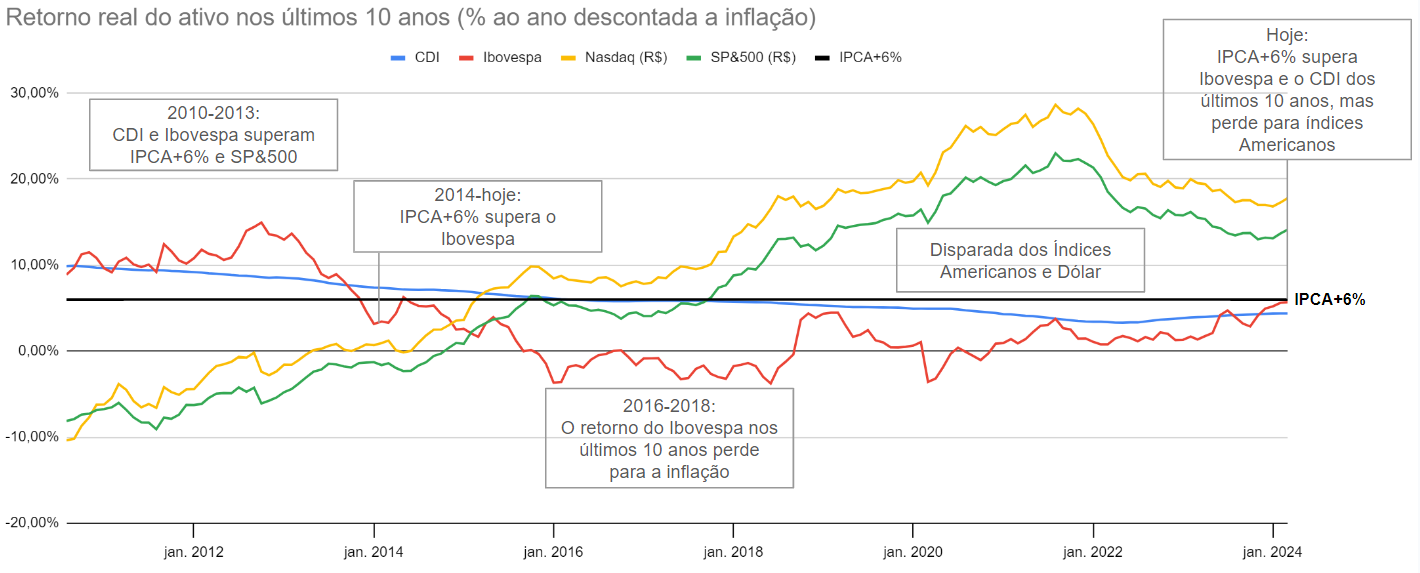 Retorno real do ativo nos últimos 10 anos (% ao ano descontada a inflação)
CDI
Ibovespa
Nasdaq (R$)
SP&500 (R$)
IPCA+6%
Hoje:
IPCA+6% supera
Ibovespa e o CDI dos
últimos 10 anos, mas
perde para índices
Americanos
30,00%
2010-2013:
CDI e Ibovespa superam
IPCA+6% e SP&500
20,00%
2014-hoje:
IPCA+6% supera o
Ibovespa
Disparada dos Índices
Americanos e Dólar
10,00%
IPCA+6%
0,00%
2016-2018:
O retorno do Ibovespa nos
últimos 10 anos perde
para a inflação
-10,00%
-20,00%
jan. 2012
jan. 2014
jan. 2016
jan. 2018
jan. 2020
jan. 2022
jan. 2024